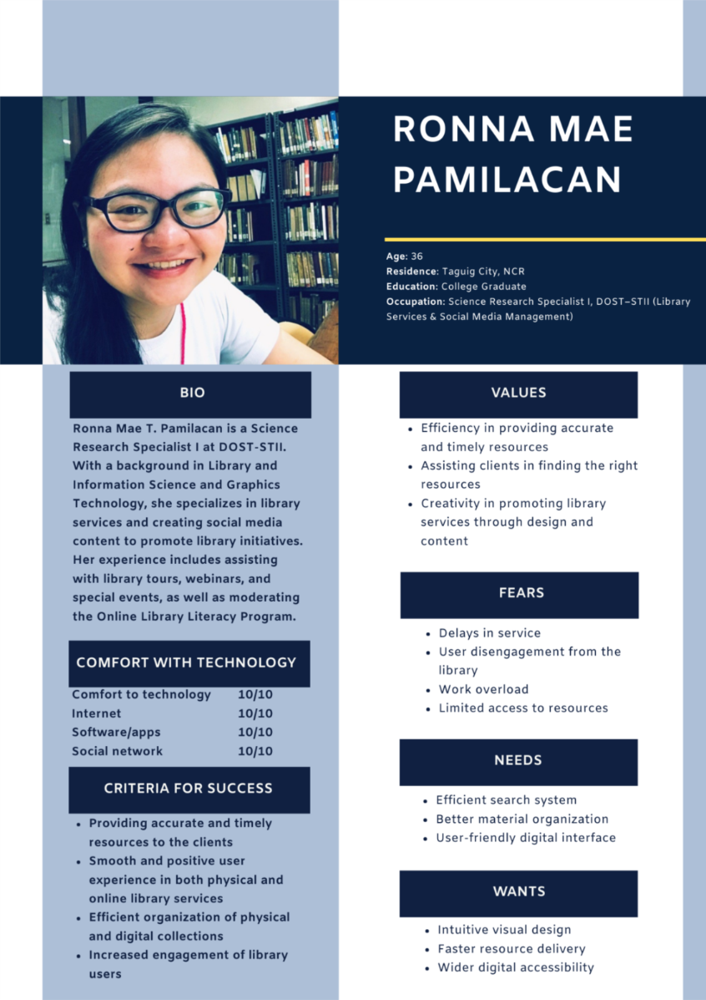 RONNA MAE
PAMILACAN
Age: 36
Residence: Taguig City, NCR
Education: College Graduate
Occupation: Science Research Specialist I, DOST–STII (Library
Services & Social Media Management)
BIO
Ronna Mae T. Pamilacan is a Science
Research Specialist I at DOST-STII.
With a background in Library and
Information Science and Graphics
Technology, she specializes in library
services and creating social media
content to promote library initiatives.
Her experience includes assisting
with library tours, webinars, and
special events, as well as moderating
the Online Library Literacy Program.
COMFORT WITH TECHNOLOGY
Comfort to technology 10/10
Internet 10/10
Software/apps 10/10
Social network 10/10
CRITERIA FOR SUCCESS
• Providing accurate and timely
resources to the clients
• Smooth and positive user
experience in both physical and
online library services
• Efficient organization of physical
and digital collections
• Increased engagement of library
users
VALUES
• Efficiency in providing accurate
and timely resources
• Assisting clients in finding the right
resources
• Creativity in promoting library
services through design and
content
FEARS
• Delays in service
• User disengagement from the
library
• Work overload
• Limited access to resources
NEEDS
• Efficient search system
• Better material organization
• User-friendly digital interface
WANTS
• Intuitive visual design
• Faster resource delivery
• Wider digital accessibility